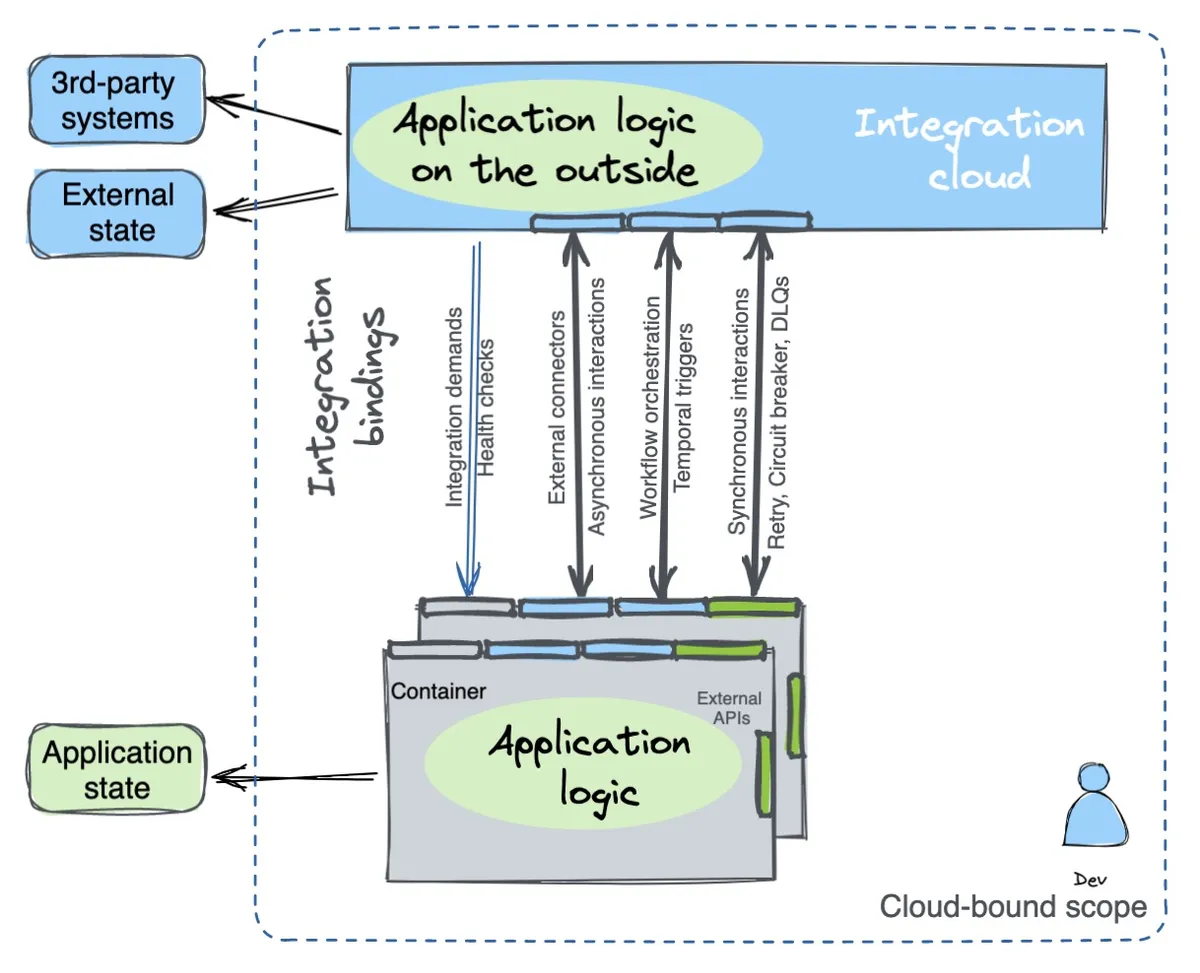 3rd-party
systems
External
state
Application logic
on the outside
Integration
cloud
Integration
bindings
Integration demands
Health checks
External connectors
Asynchronous interactions
Workflow orchestration
Temporal triggers
Synchronous interactions
Retry, Circuit breaker, DLQs
Container
External
APIs
Application
logic
Application
state
Dev
Cloud-bound scope